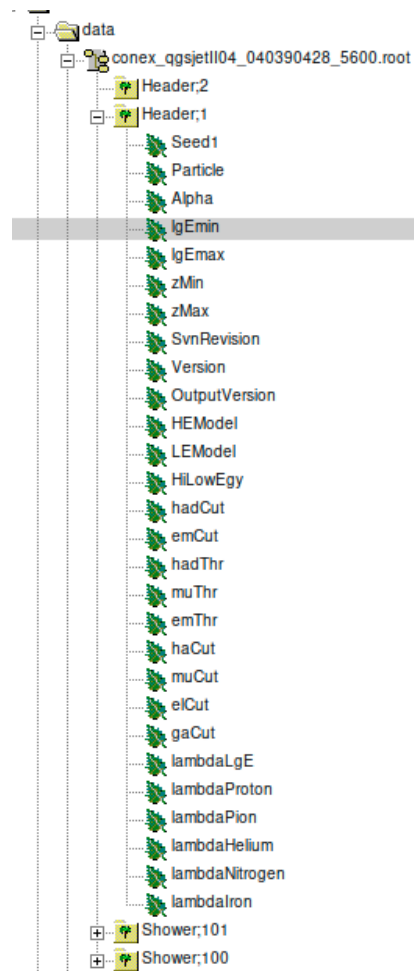 data
conex_qgsjetII04_040390428_5600.root
Header;2
Header;1
Seed1
Particle
Alpha
lgEmin
lgEmax
zMin
zMax
SvnRevision
Version
OutputVersion
HEModel
LEModel
HiLowEgy
hadCut
emCut
hadThr
muThr
emThr
haCut
muCut
elCut
gaCut
lambdaLgE
lambdaProton
lambdaPion
lambdaHelium
lambdaNitrogen
lambdaIron
Shower;101
Shower;100